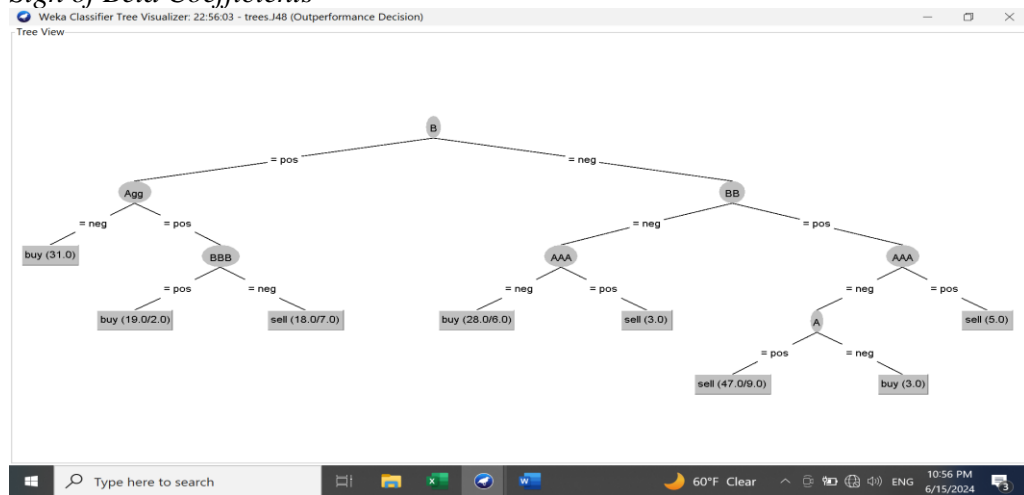 Sign of Beta Coefficients
Weka Classifier Tree Visualizer: 22:56:03 - trees.J48 (Outperformance Decision)
Tree View
B
= pos
= neg
Agg
BB
= neg
= pos
= neg
= pos
buy (31.0)
BBB
AAA
AAA
= pos
= neg
= neg
= pos
= neg
= pos
buy (19.0/2.0)
sell (18.0/7.0)
buy (28.0/6.0)
sell (3.0)
A
sell (5.0)
= pos
= neg
sell (47.0/9.0)
buy (3.0)
Type here to search
60°F Clear
ENG
10:56 PM
6/15/2024
3